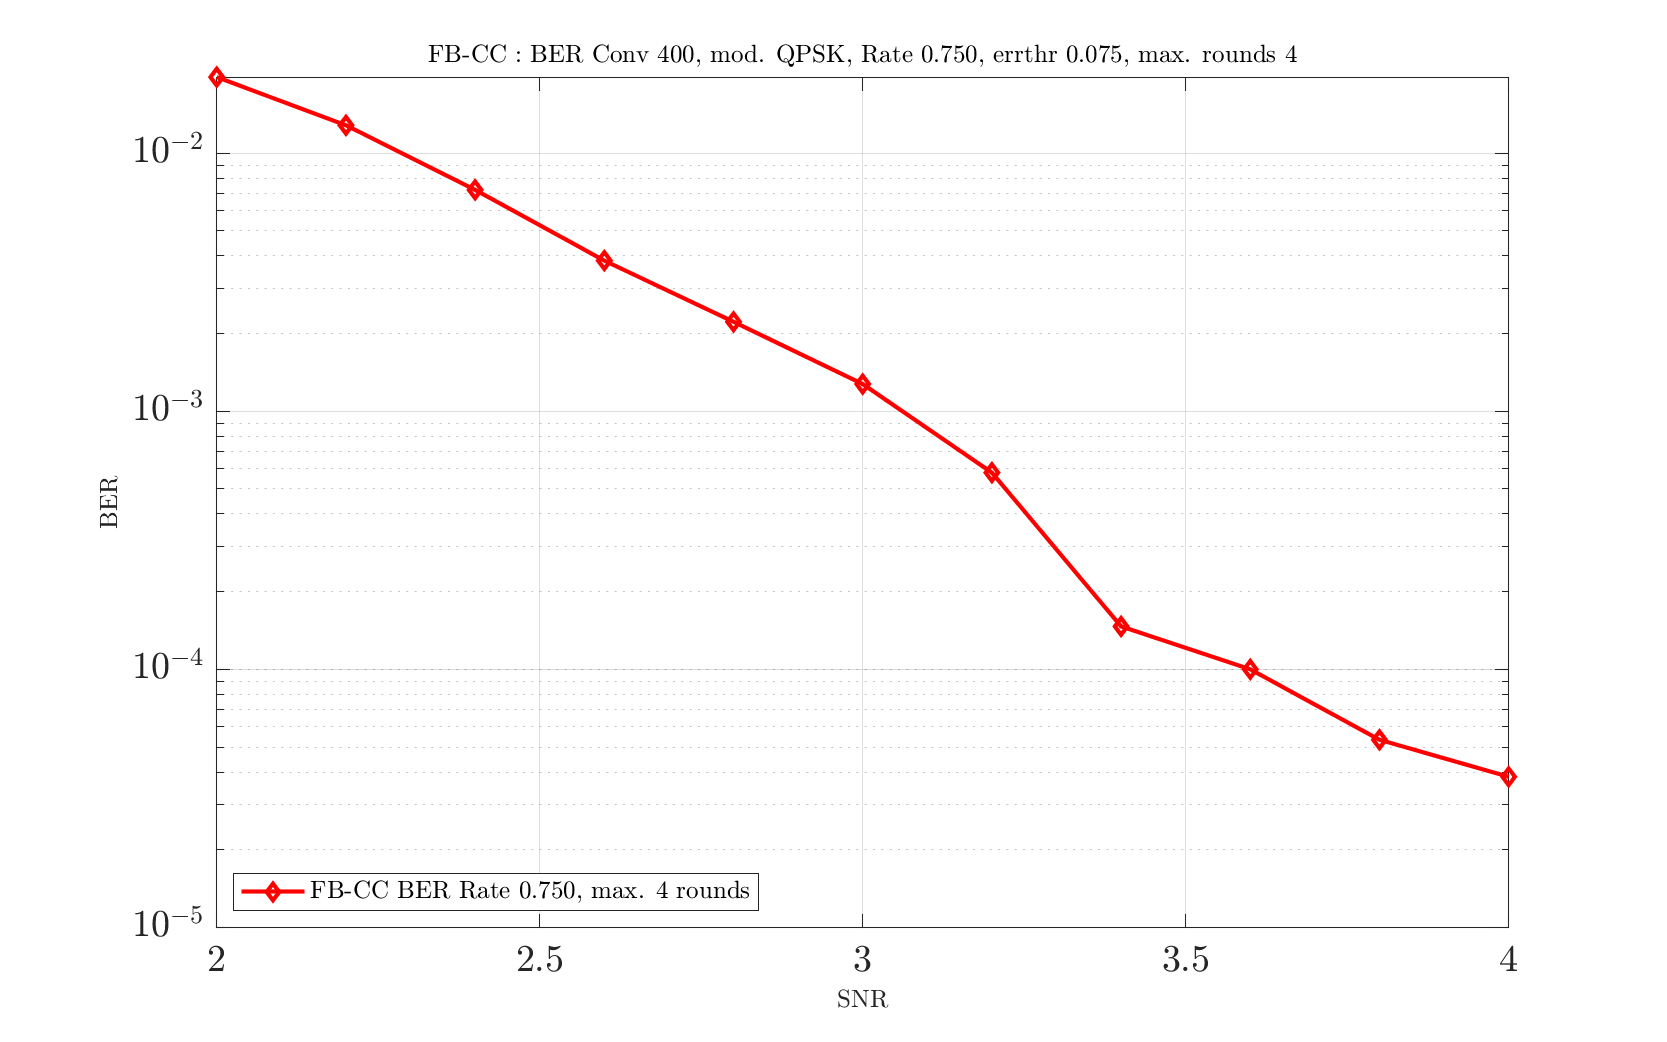 FB-CC : BER Conv 400, mod. QPSK, Rate 0.750, errthr 0.075, max. rounds 4
10^{-2}
10^{-3}
10^{-4}
10^{-5}
BER
FB-CC BER Rate 0.750, max. 4 rounds
2 2.5 3 3.5 4
SNR